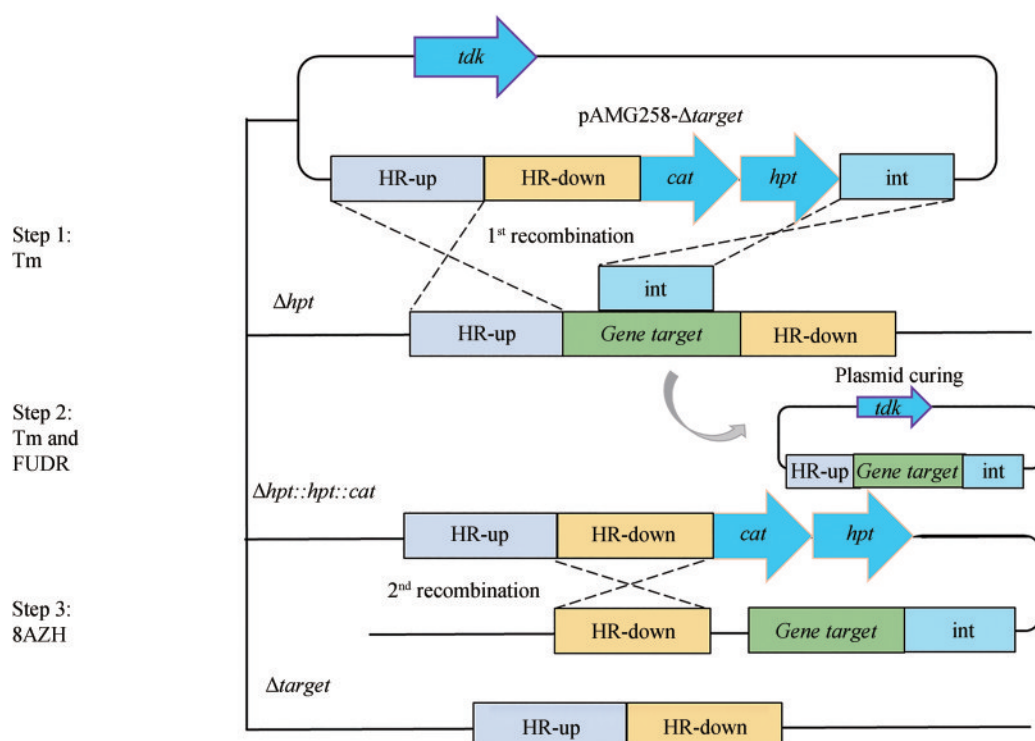 tdk
pAMG258-Δtarget
HR-up HR-down cat hpt int
Step 1:
Tm
1st recombination
int
Δhpt
HR-up Gene target HR-down
Plasmid curing
tdk
Step 2:
Tm and
FUDR
HR-up Gene target int
Δhpt::hpt::cat
HR-up HR-down cat hpt
2nd recombination
Step 3:
8AZH
HR-down Gene target int
Δtarget
HR-up HR-down